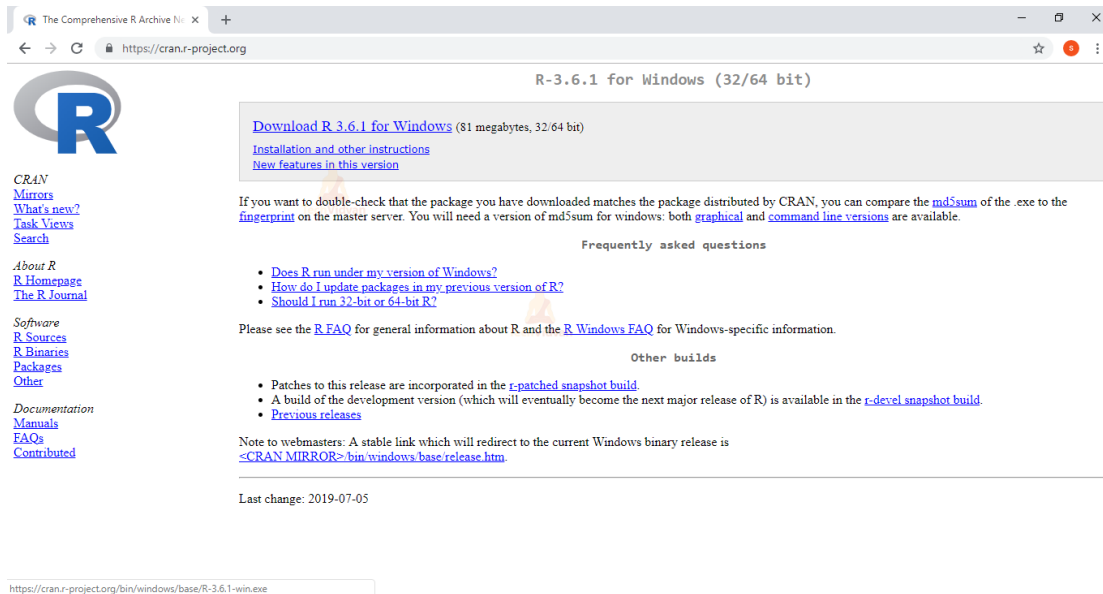 The Comprehensive R Archive Ne
https://cran.r-project.org
S
R
R-3.6.1 for Windows (32/64 bit)
Download R 3.6.1 for Windows (81 megabytes, 32/64 bit)
Installation and other instructions
New features in this version
CRAN
Mirrors
What's new?
Task Views
Search
About R
R Homepage
The R Journal
Software
R Sources
R Binaries
Packages
Other
Documentation
Manuals
FAQs
Contributed
If you want to double-check that the package you have downloaded matches the package distributed by CRAN, you can compare the md5sum of the .exe to the
fingerprint on the master server. You will need a version of md5sum for windows: both graphical and command line versions are available.
Frequently asked questions
• Does R run under my version of Windows?
• How do I update packages in my previous version of R?
• Should I run 32-bit or 64-bit R?
Please see the R FAQ for general information about R and the R Windows FAQ for Windows-specific information.
Other builds
• Patches to this release are incorporated in the r-patched snapshot build.
• A build of the development version (which will eventually become the next major release of R) is available in the r-devel snapshot build.
• Previous releases
Note to webmasters: A stable link which will redirect to the current Windows binary release is
<CRAN MIRROR>/bin/windows/base/release.htm.
Last change: 2019-07-05
https://cran.r-project.org/bin/windows/base/R-3.6.1-win.exe